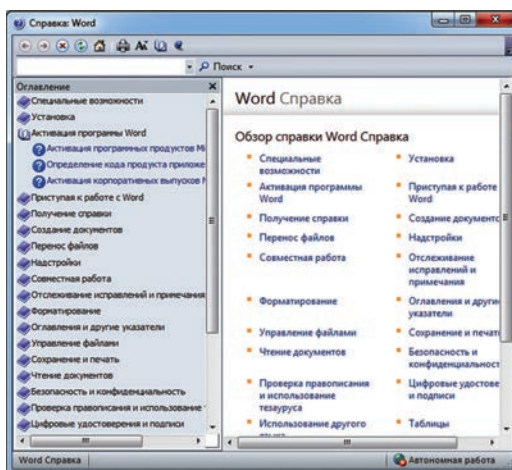 Справка: Word
Поиск
Оглавление
Специальные возможности
Установка
Активация программы Word
Активация программных продуктов Mi
Определение кода продукта приложе
Активация корпоративных выпусков
Приступая к работе с Word
Получение справки
Создание документов
Перенос файлов
Надстройки
Совместная работа
Отслеживание исправлений и примечания
Форматирование
Оглавления и другие указатели
Управление файлами
Сохранение и печать
Чтение документов
Безопасность и конфиденциальность
Проверка правописания и использование
Цифровые удостоверения и подписи
Word Справка
Обзор справки Word Справка
Специальные
возможности
Установка
Активация программы
Word
Приступая к работе
Word
Получение справки
Создание документс
Перенос файлов
Надстройки
Совместная работа
Отслеживание
исправлений и
примечания
Форматирование
Оглавления и другие
указатели
Управление файлами
Сохранение и печат
Чтение документов
Безопасность и
конфиденциальност
Проверка правописания
и использование
тезауруса
Цифровые удостове
и подписи
Использование другого
Таблицы
Word Справка
Автономная работа